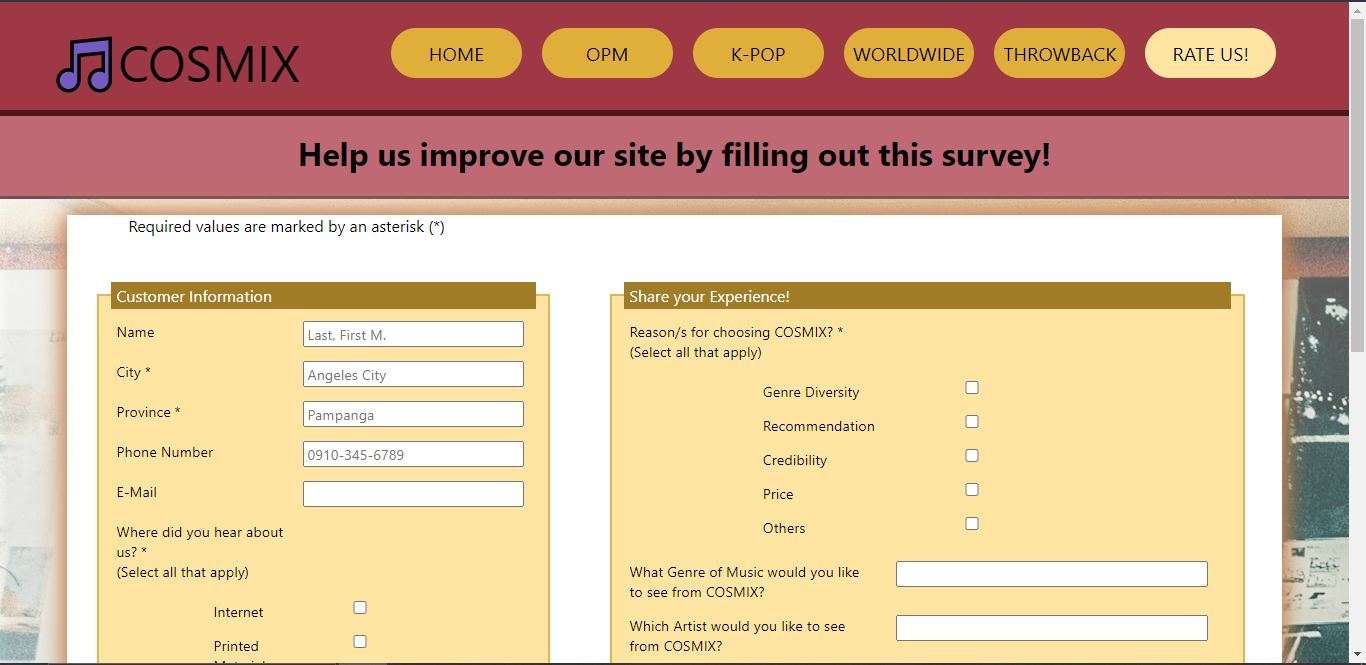 COSMIX
HOME
OPM
K-POP
WORLDWIDE
THROWBACK
RATE US!
Help us improve our site by filling out this survey!
Required values are marked by an asterisk (*)
Customer Information
Name
Last, First M.
City *
Angeles City
Province *
Pampanga
Phone Number
0910-345-6789
E-Mail
Where did you hear about
us? *
(Select all that apply)
Internet
Printed
Share your Experience!
Reason/s for choosing COSMIX? *
(Select all that apply)
Genre Diversity
Recommendation
Credibility
Price
Others
What Genre of Music would you like
to see from COSMIX?
Which Artist would you like to see
from COSMIX?